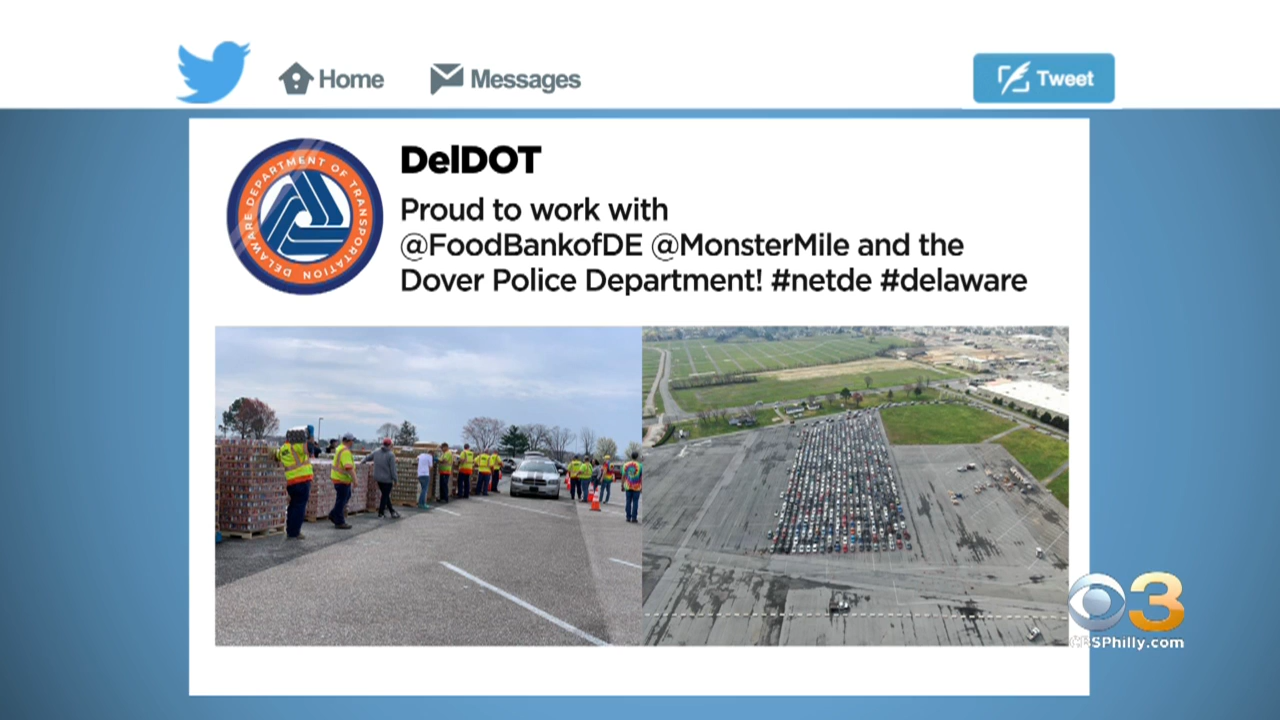 Home
Messages
Tweet
DEPARTMENT OF TRANSPORTATION
DELAWARE
DelDOT
Proud to work with
@FoodBankofDE @MonsterMile and the
Dover Police Department! #netde #delaware
3
CBSPhilly.com